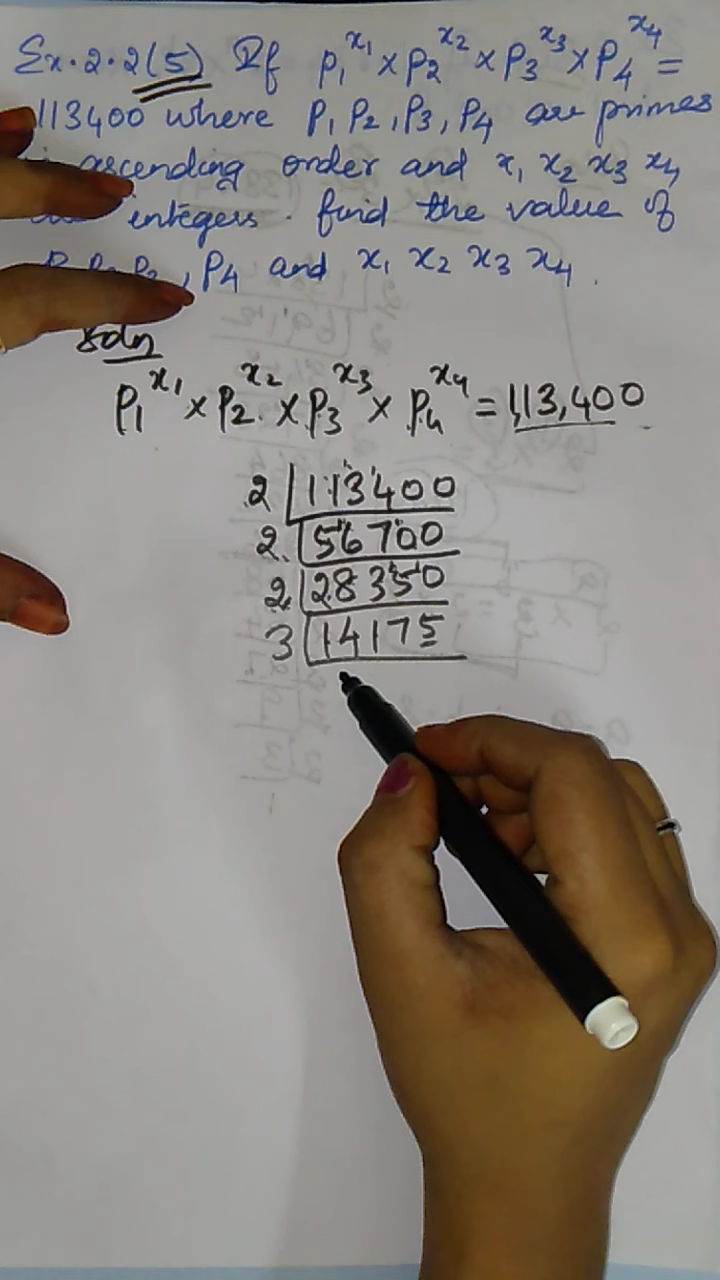 Ex.2.2(5) If p₁^x₁ × p₂^x₂ × p₃^x₃ × p₄^x₄ =
113400 where P₁ P₂, P₃, P₄ are primes
ascending order and x₁ x₂ x₃ x₄
integers. find the value of
, P₄ and x₁ x₂ x₃ x₄.
Soln
p₁^x₁ × p₂^x₂ × p₃^x₃ × p₄^x₄ = 1,13,400
2 | 113400
2 | 56700
2 | 28350
3 | 14175